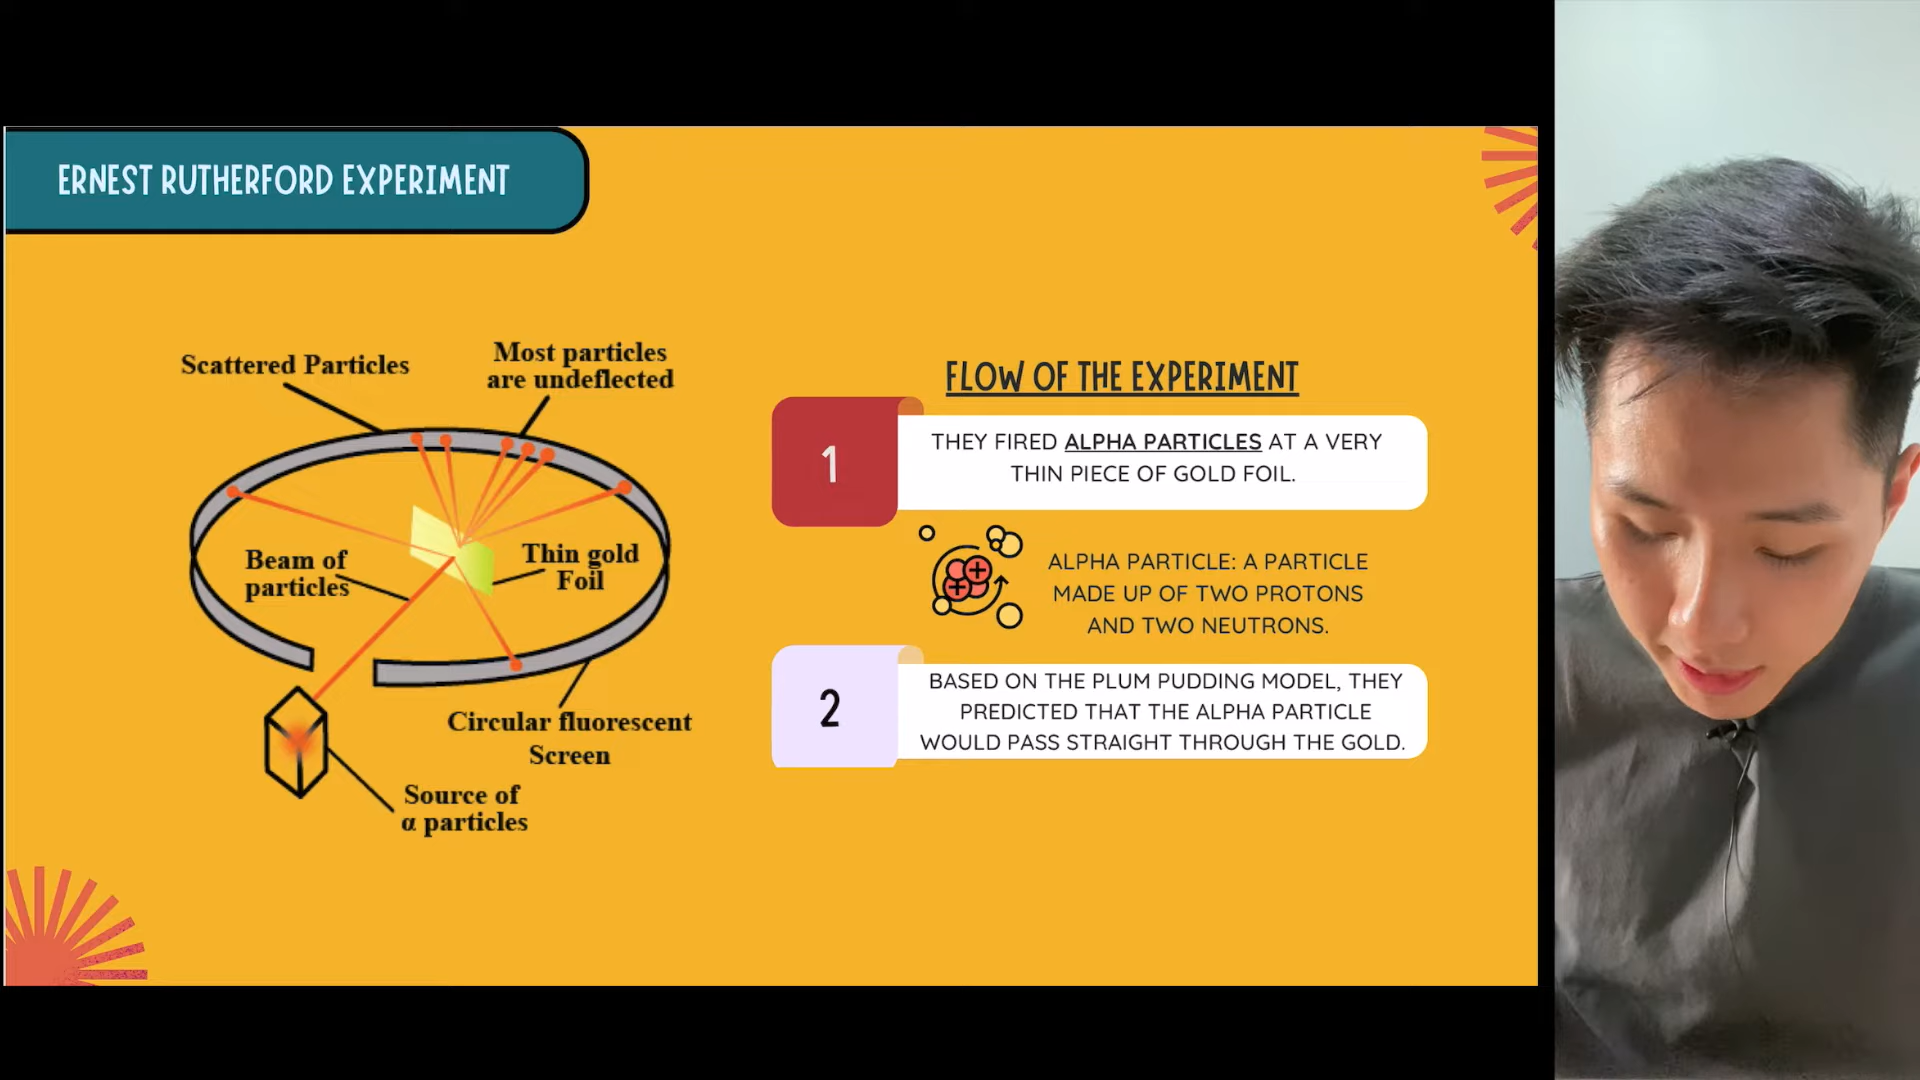 ERNEST RUTHERFORD EXPERIMENT
Scattered Particles
Most particles
are undeflected
Beam of
particles
Thin gold
Foil
Circular fluorescent
Screen
Source of
α particles
FLOW OF THE EXPERIMENT
1
THEY FIRED ALPHA PARTICLES AT A VERY
THIN PIECE OF GOLD FOIL.
ALPHA PARTICLE: A PARTICLE
MADE UP OF TWO PROTONS
AND TWO NEUTRONS.
2
BASED ON THE PLUM PUDDING MODEL, THEY
PREDICTED THAT THE ALPHA PARTICLE
WOULD PASS STRAIGHT THROUGH THE GOLD.